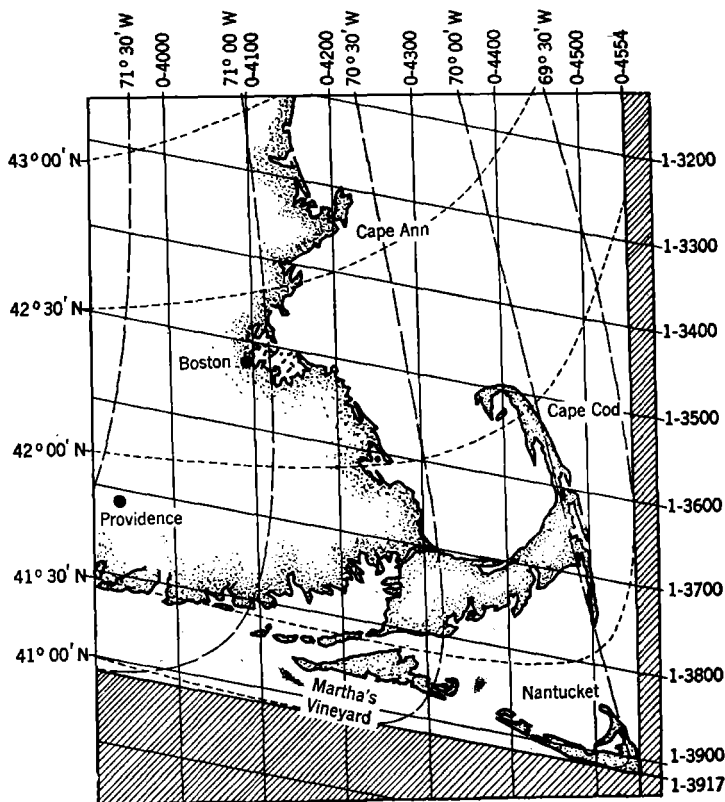 71° 30' W
0-4000
71° 00' W
0-4100
0-4200
70° 30' W
0-4300
70° 00' W
0-4400
69° 30' W
0-4500
0-4554
43° 00' N
1-3200
Cape Ann
1-3300
42° 30' N
1-3400
Boston
Cape Cod
1-3500
42° 00' N
1-3600
Providence
41° 30' N
1-3700
41° 00' N
1-3800
Martha's
Vineyard
Nantucket
1-3900
1-3917